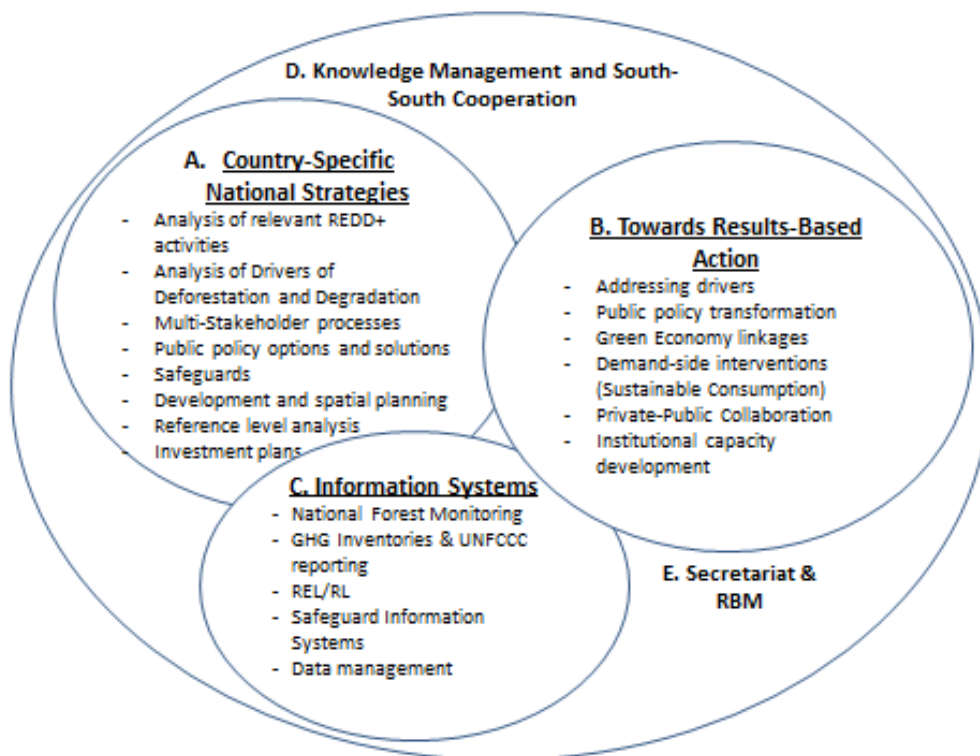 D. Knowledge Management and South-
South Cooperation
A. Country-Specific
National Strategies
- Analysis of relevant REDD+
activities
- Analysis of Drivers of
Deforestation and Degradation
- Multi-Stakeholder processes
- Public policy options and solutions
- Safeguards
- Development and spatial planning
- Reference level analysis
- Investment plans
B. Towards Results-Based
Action
- Addressing drivers
- Public policy transformation
- Green Economy linkages
- Demand-side interventions
(Sustainable Consumption)
- Private-Public Collaboration
- Institutional capacity
development
C. Information Systems
- National Forest Monitoring
- GHG Inventories & UNFCCC
reporting
- REL/RL
- Safeguard Information
Systems
- Data management
E. Secretariat &
RBM